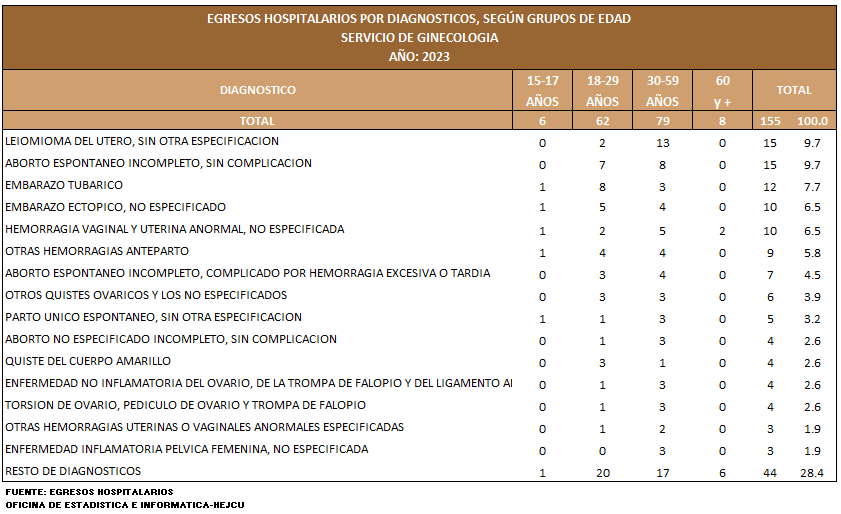 EGRESOS HOSPITALARIOS POR DIAGNOSTICOS, SEGÚN GRUPOS DE EDAD
SERVICIO DE GINECOLOGIA
AÑO: 2023
DIAGNOSTICO 15-17 AÑOS 18-29 AÑOS 30-59 AÑOS 60 y + TOTAL
TOTAL 6 62 79 8 155 100.0
LEIOMIOMA DEL UTERO, SIN OTRA ESPECIFICACION 0 2 13 0 15 9.7
ABORTO ESPONTANEO INCOMPLETO, SIN COMPLICACION 0 7 8 0 15 9.7
EMBARAZO TUBARICO 1 8 3 0 12 7.7
EMBARAZO ECTOPICO, NO ESPECIFICADO 1 5 4 0 10 6.5
HEMORRAGIA VAGINAL Y UTERINA ANORMAL, NO ESPECIFICADA 1 2 5 2 10 6.5
OTRAS HEMORRAGIAS ANTEPARTO 1 4 4 0 9 5.8
ABORTO ESPONTANEO INCOMPLETO, COMPLICADO POR HEMORRAGIA EXCESIVA O TARDIA 0 3 4 0 7 4.5
OTROS QUISTES OVARICOS Y LOS NO ESPECIFICADOS 0 3 3 0 6 3.9
PARTO UNICO ESPONTANEO, SIN OTRA ESPECIFICACION 1 1 3 0 5 3.2
ABORTO NO ESPECIFICADO INCOMPLETO, SIN COMPLICACION 0 1 3 0 4 2.6
QUISTE DEL CUERPO AMARILLO 0 3 1 0 4 2.6
ENFERMEDAD NO INFLAMATORIA DEL OVARIO, DE LA TROMPA DE FALOPIO Y DEL LIGAMENTO 0 1 3 0 4 2.6
TORSION DE OVARIO, PEDICULO DE OVARIO Y TROMPA DE FALOPIO 0 1 3 0 4 2.6
OTRAS HEMORRAGIAS UTERINAS O VAGINALES ANORMALES ESPECIFICADAS 0 1 2 0 3 1.9
ENFERMEDAD INFLAMATORIA PELVICA FEMENINA, NO ESPECIFICADA 0 0 3 0 3 1.9
RESTO DE DIAGNOSTICOS 1 20 17 6 44 28.4
FUENTE: EGRESOS HOSPITALARIOS
OFICINA DE ESTADISTICA E INFORMATICA-HEJCU